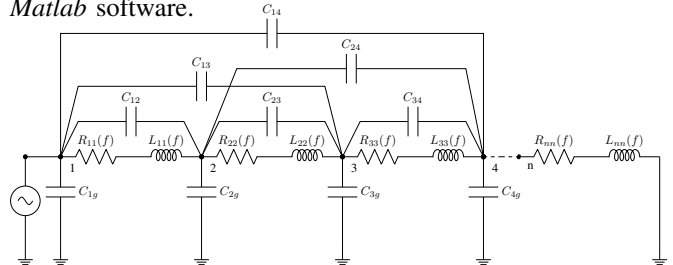 Matlab software.
C14
C24
C13
C12
C23
C34
R11(f) L11(f) R22(f) L22(f) R33(f) L33(f) Rnn(f) Lnn(f)
1 2 3 4 n
C1g C2g C3g C4g